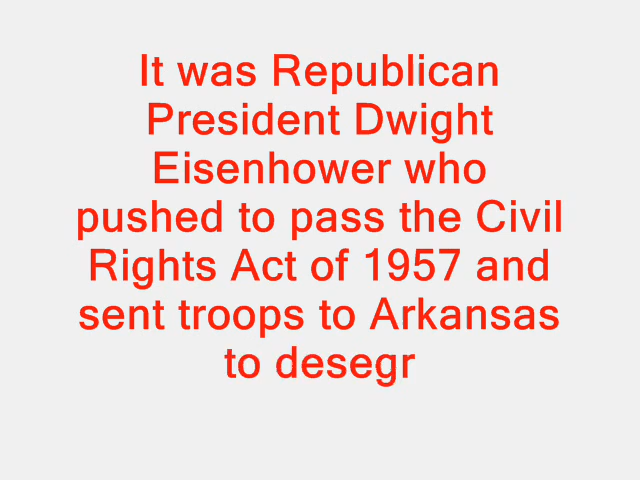 It was Republican
President Dwight
Eisenhower who
pushed to pass the Civil
Rights Act of 1957 and
sent troops to Arkansas
to desegr